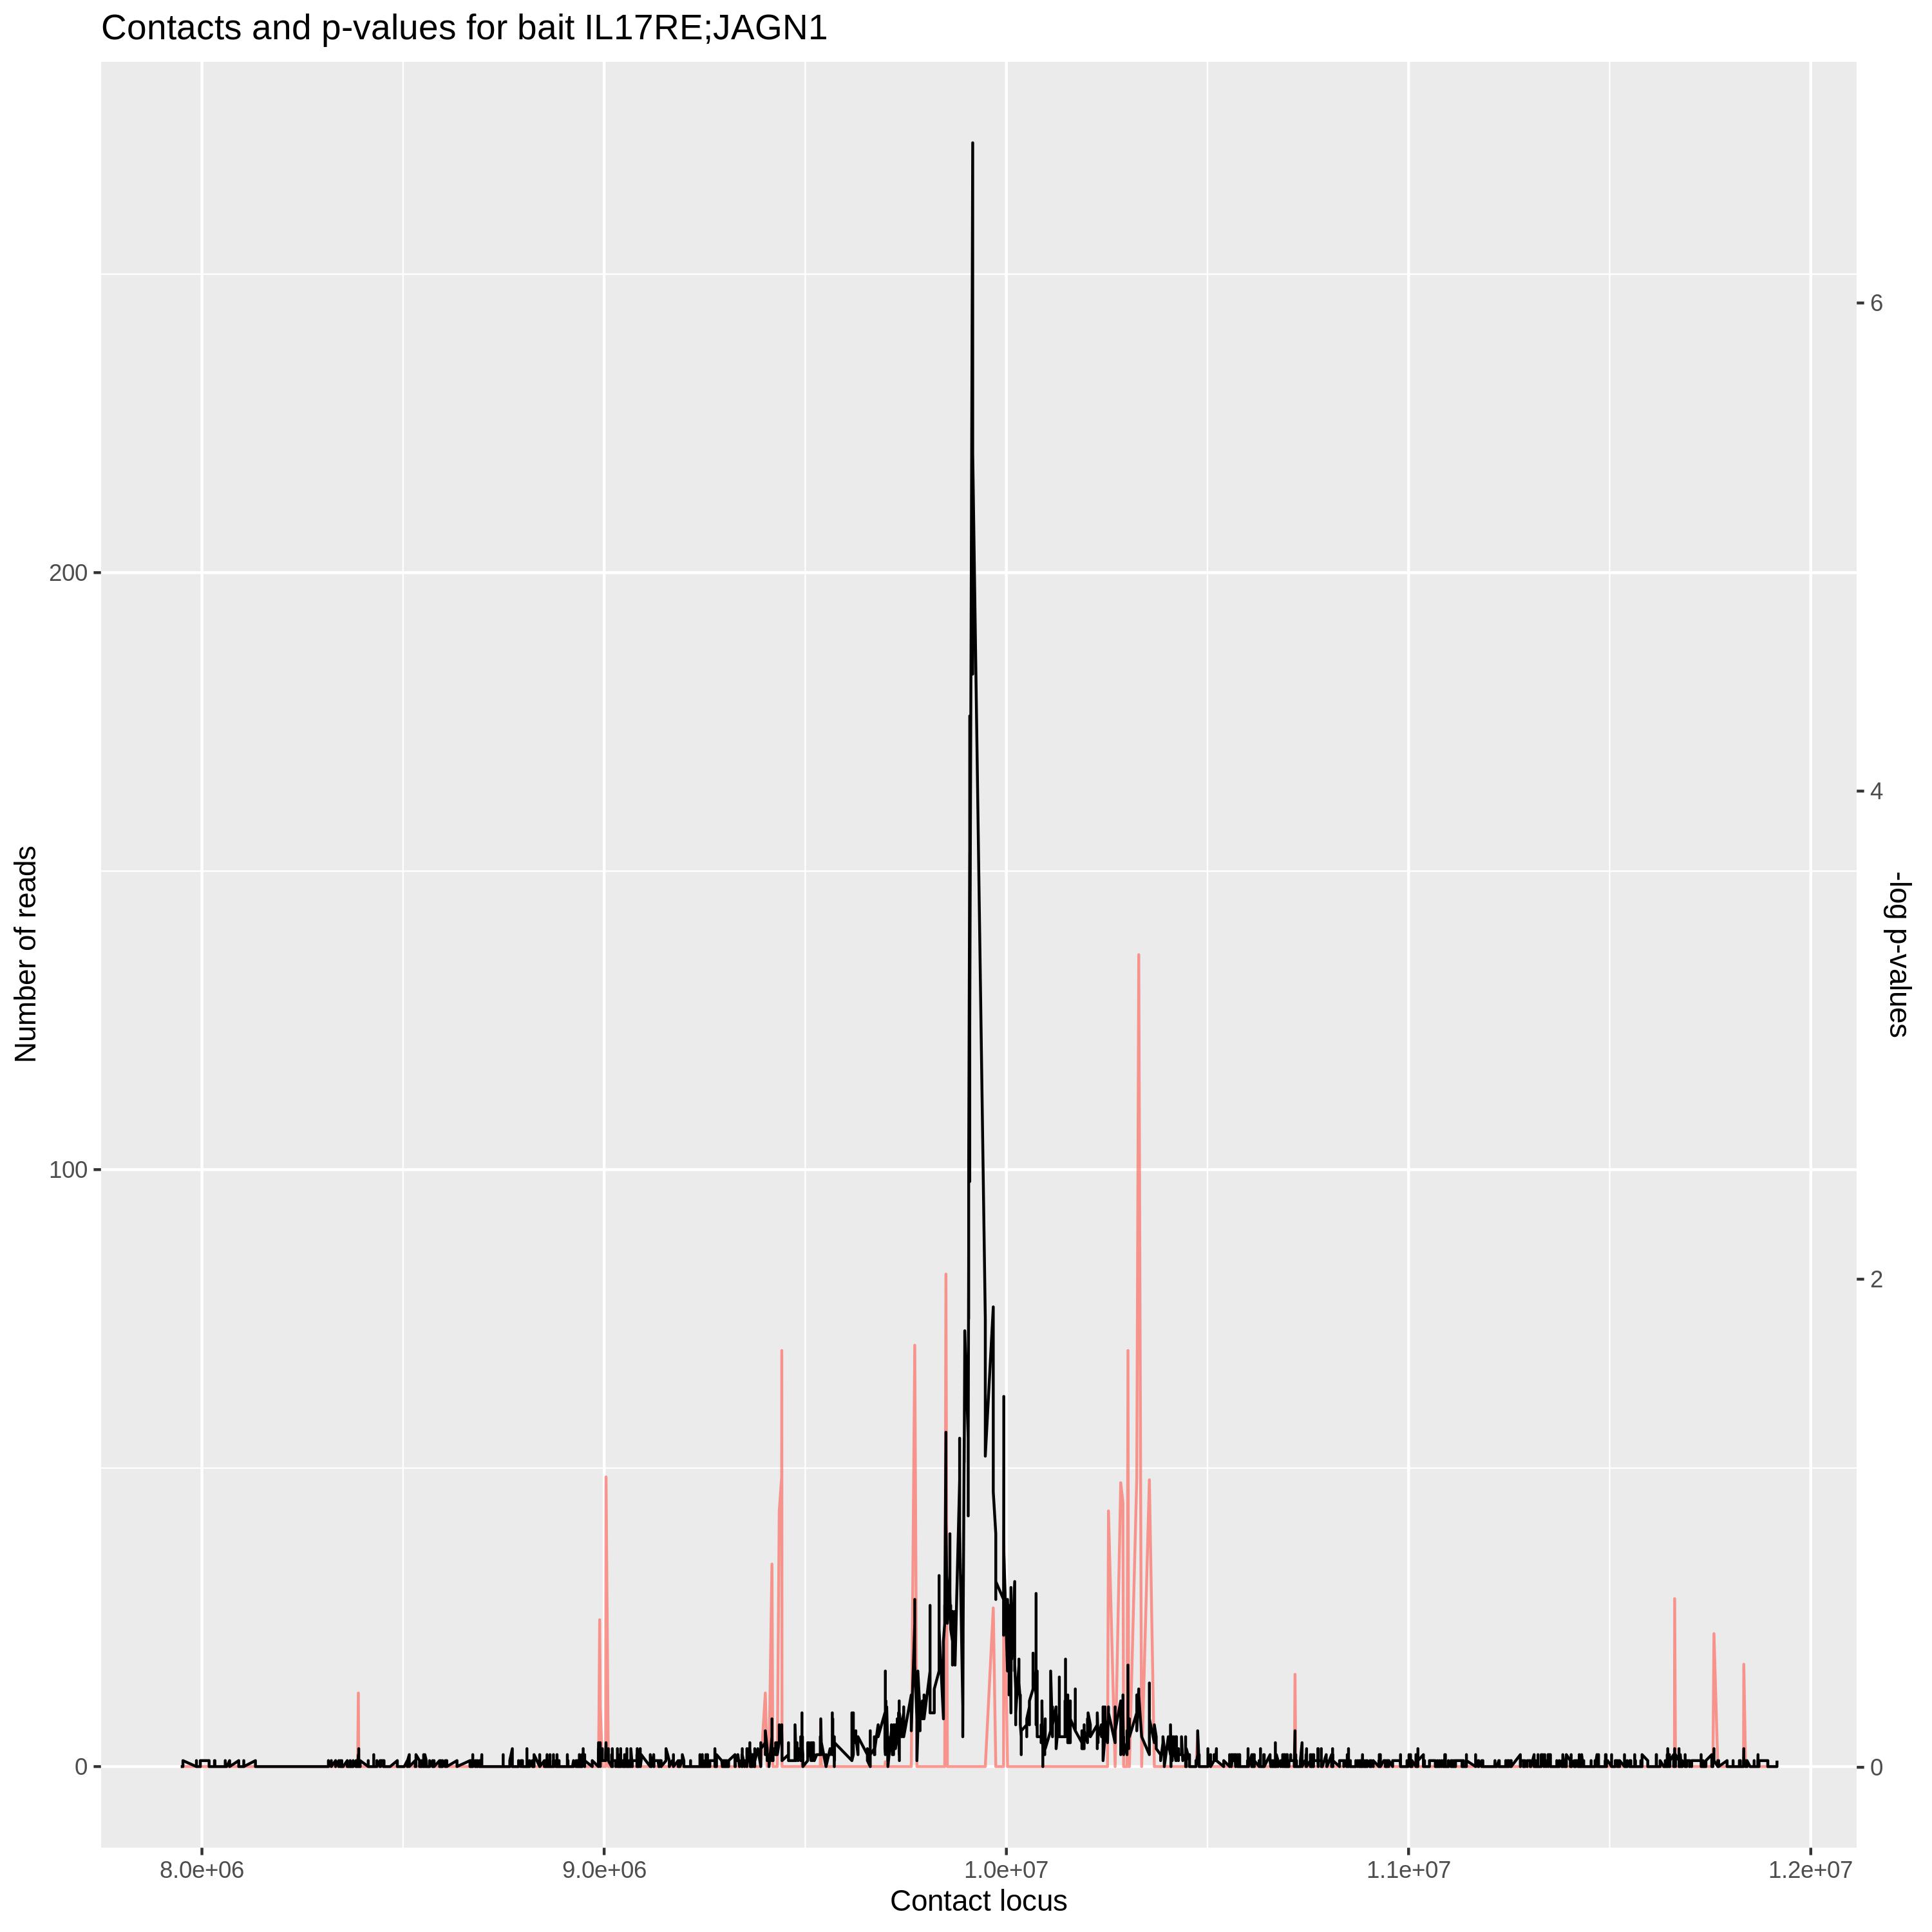 Contacts and p-values for bait IL17RE;JAGN1
Number of reads
200
100
0
6
4
2
0
-log p-values
8.0e+06
9.0e+06
1.0e+07
1.1e+07
1.2e+07
Contact locus